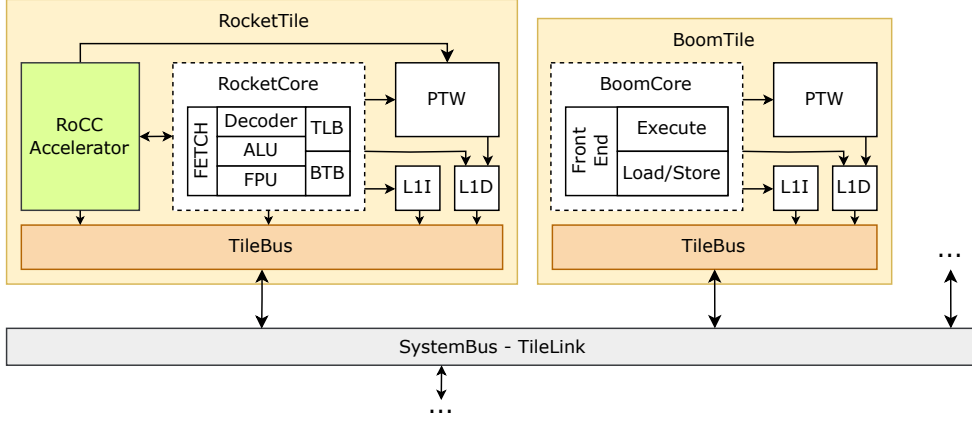 RocketTile
RoCC
Accelerator
RocketCore
FETCH
Decoder
ALU
FPU
TLB
BTB
PTW
L1I
L1D
TileBus
BoomTile
BoomCore
Front
End
Execute
Load/Store
PTW
L1I
L1D
TileBus
...
SystemBus - TileLink
...